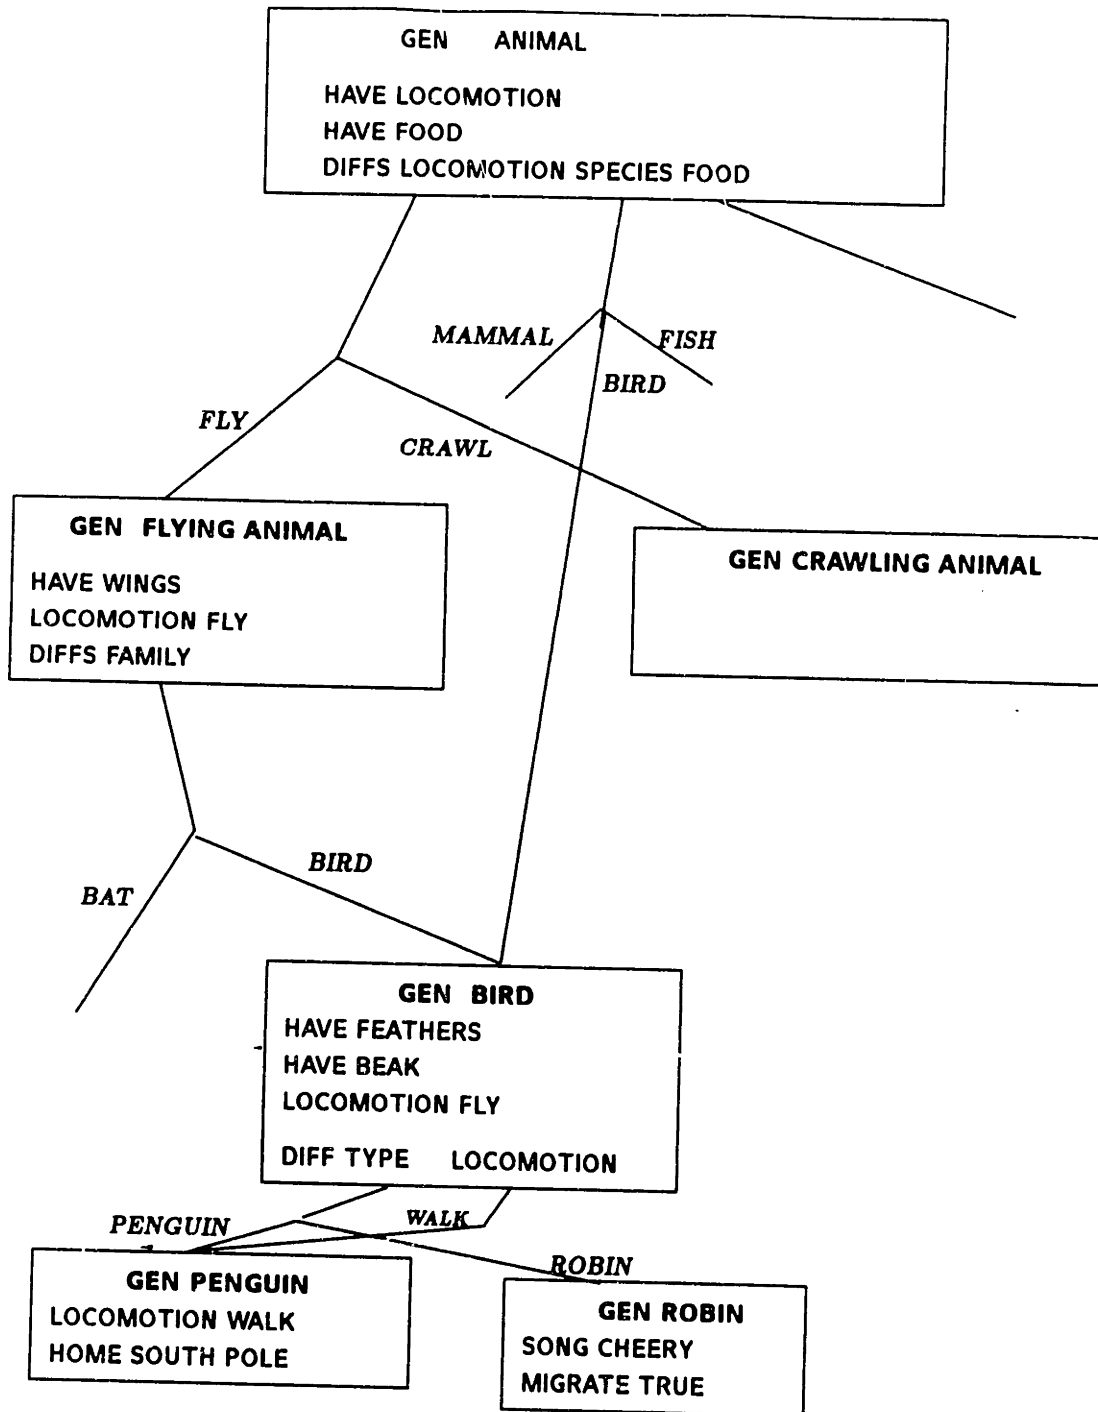 GEN ANIMAL
HAVE LOCOMOTION
HAVE FOOD
DIFFS LOCOMOTION SPECIES FOOD
MAMMAL
FISH
BIRD
FLY
CRAWL
GEN FLYING ANIMAL
HAVE WINGS
LOCOMOTION FLY
DIFFS FAMILY
GEN CRAWLING ANIMAL
BIRD
BAT
GEN BIRD
HAVE FEATHERS
HAVE BEAK
LOCOMOTION FLY
DIFF TYPE LOCOMOTION
PENGUIN
WALK
ROBIN
GEN PENGUIN
LOCOMOTION WALK
HOME SOUTH POLE
GEN ROBIN
SONG CHEERY
MIGRATE TRUE